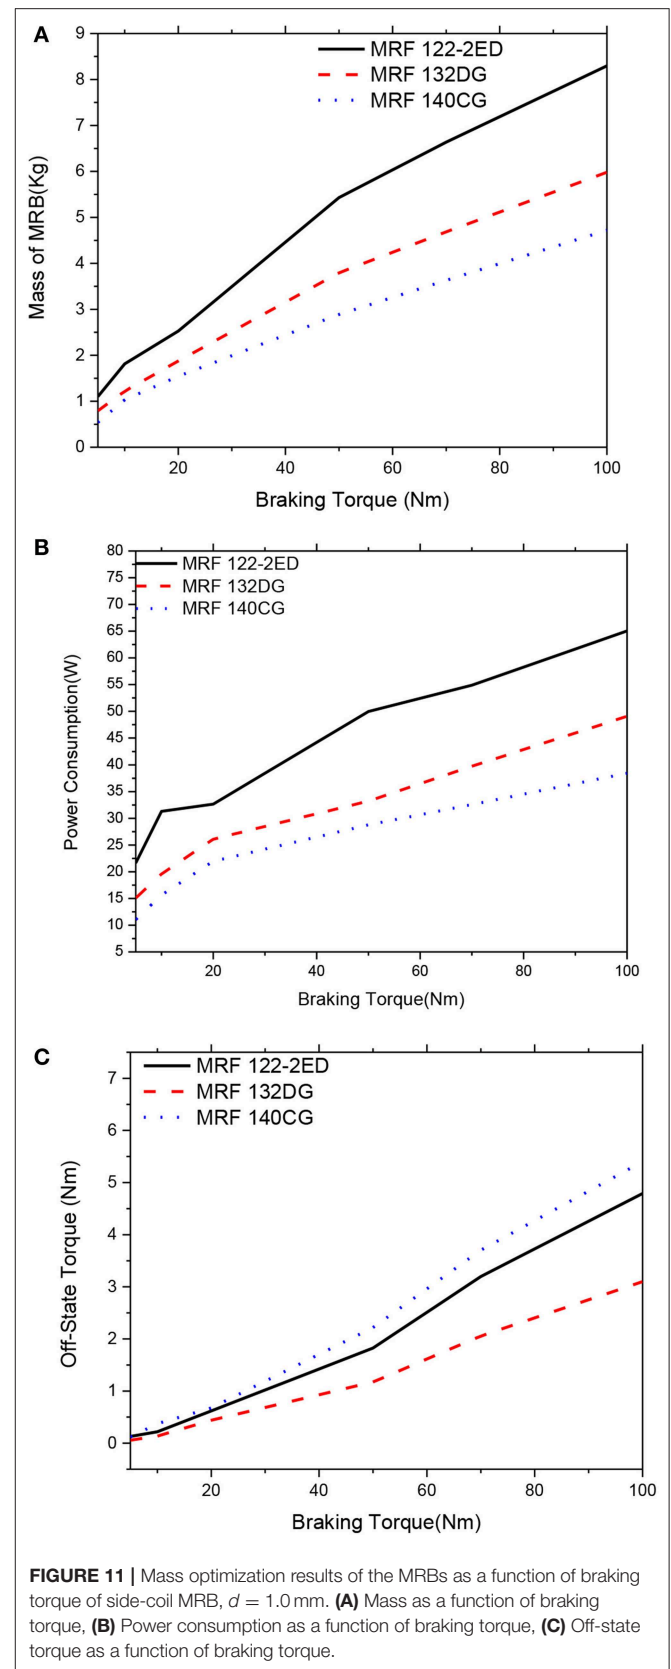 A
MRF 122-2ED
MRF 132DG
MRF 140CG
9
8
7
6
5
4
3
2
1
0
Mass of MRB(Kg)
20 40 60 80 100
Braking Torque (Nm)
B
MRF 122-2ED
MRF 132DG
MRF 140CG
80
75
70
65
60
55
50
45
40
35
30
25
20
15
10
5
Power Consumption(W)
20 40 60 80 100
Braking Torque(Nm)
C
MRF 122-2ED
MRF 132DG
MRF 140CG
7
6
5
4
3
2
1
0
Off-State Torque (Nm)
20 40 60 80 100
Braking Torque(Nm)
FIGURE 11 | Mass optimization results of the MRBs as a function of braking
torque of side-coil MRB, d = 1.0 mm. (A) Mass as a function of braking
torque, (B) Power consumption as a function of braking torque, (C) Off-state
torque as a function of braking torque.